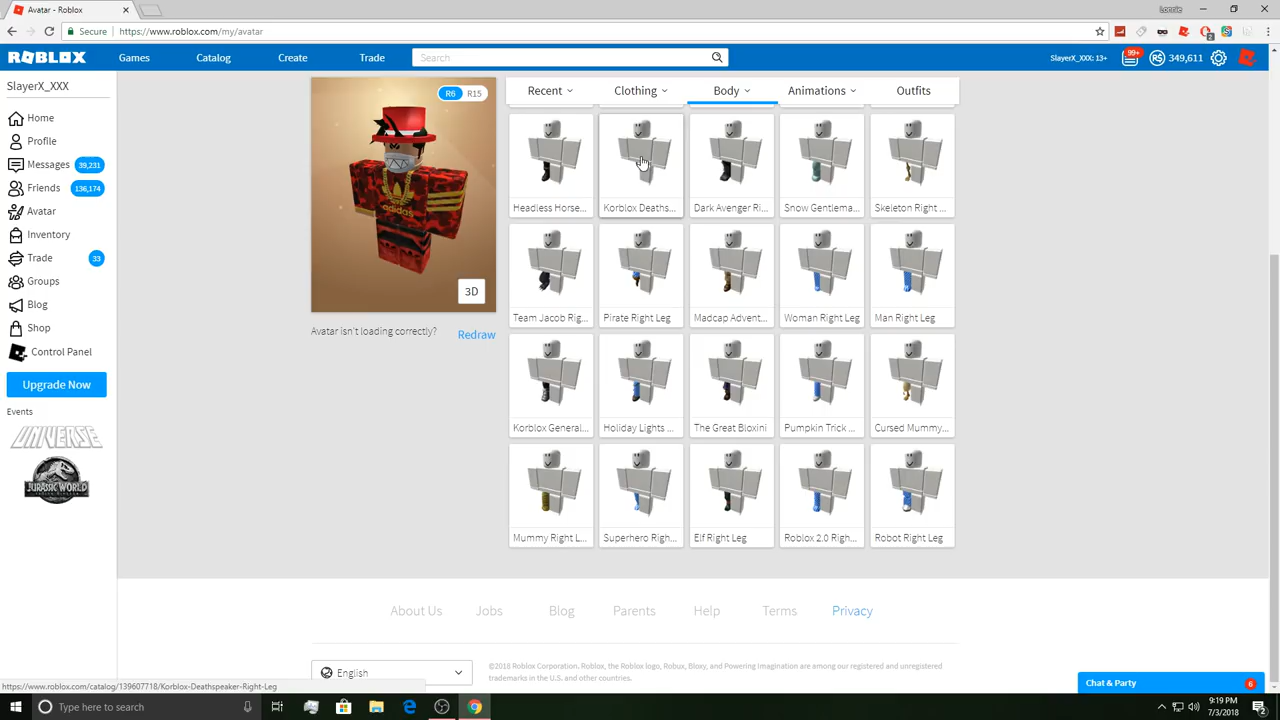 Avatar - Roblox
Lorrie
Secure
https://www.roblox.com/my/avatar
2
ROBLOX
Games
Catalog
Create
Trade
Search
SlayerX_XXX: 13+
99+
349,611
SlayerX_XXX
Home
Profile
Messages 39,231
Friends 136,174
Avatar
Inventory
Trade 33
Groups
Blog
Shop
Control Panel
Upgrade Now
Events
UNIVERSE
JURASSIC WORLD
R6 R15
adidas
3D
Avatar isn't loading correctly?
Redraw
Recent
Clothing
Body
Animations
Outfits
Headless Horse...
Korblox Deaths...
Dark Avenger Ri...
Snow Gentlema...
Skeleton Right ...
Team Jacob Rig...
Pirate Right Leg
Madcap Advent...
Woman Right Leg
Man Right Leg
Korblox General...
Holiday Lights ...
The Great Bloxini
Pumpkin Trick ...
Cursed Mummy...
Mummy Right L...
Superhero Righ...
Elf Right Leg
Roblox 2.0 Righ...
Robot Right Leg
About Us
Jobs
Blog
Parents
Help
Terms
Privacy
English
©2018 Roblox Corporation. Roblox, the Roblox logo, Robux, Bloxy, and Powering Imagination are among our registered and unregistered
trademarks in the U.S. and other countries.
https://www.roblox.com/catalog/139607718/Korblox-Deathspeaker-Right-Leg
Chat & Party
6
Type here to search
9:19 PM
7/3/2018
2